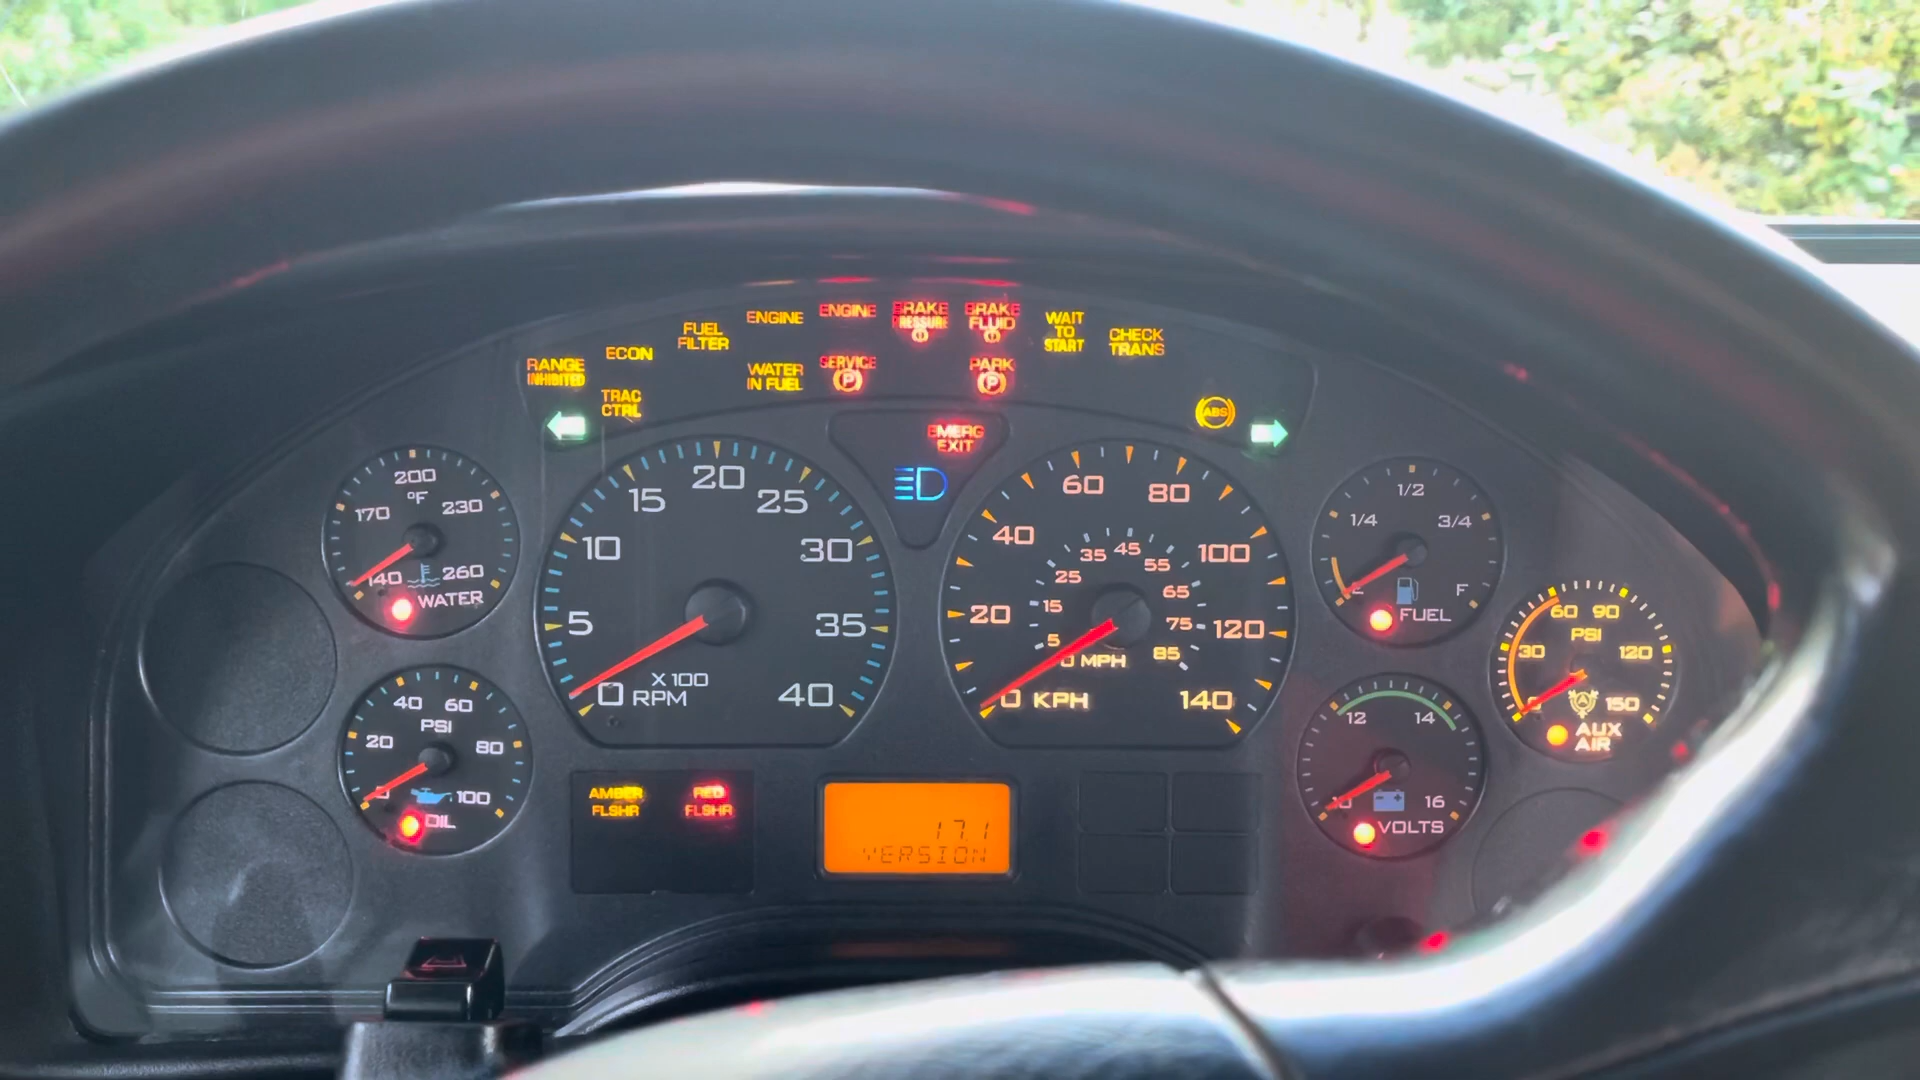 RANGE
INHIBITED
ECON
TRAC
CTRL
FUEL
FILTER
ENGINE
WATER
IN FUEL
ENGINE
SERVICE
P
BRAKE
PRESSURE
BRAKE
FLUID
PARK
P
WAIT
TO
START
CHECK
TRANS
ABS
EMERG
EXIT
200
°F
170 230
140 260
WATER
40 60
PSI
20 80
100
OIL
20
15 25
10 30
5 35
X 100
0 RPM 40
60 80
40 100
20 120
35 45 55
25 65
15 75
5 85
0 MPH
0 KPH 140
1/2
1/4 3/4
F
FUEL
60 90
PSI
30 120
150
AUX
AIR
12 14
16
VOLTS
AMBER
FLSHR
RED
FLSHR
17.1
VERSION